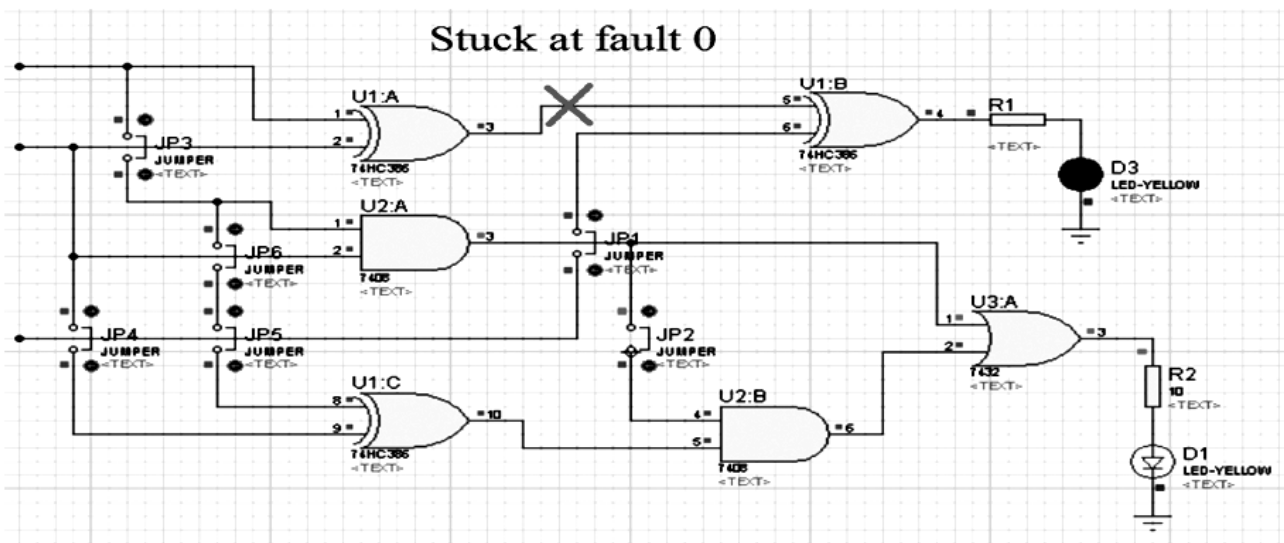 Stuck at fault 0
U1:A
1
2
3
74HC386
<TEXT>
U1:B
5
6
4
74HC386
<TEXT>
R1
<TEXT>
D3
LED-YELLOW
<TEXT>
JP3
JUMPER
<TEXT>
U2:A
1
2
3
7408
<TEXT>
JP6
JUMPER
<TEXT>
JP1
JUMPER
<TEXT>
JP4
JUMPER
<TEXT>
JP5
JUMPER
<TEXT>
JP2
JUMPER
<TEXT>
U3:A
1
2
3
7432
<TEXT>
R2
10
<TEXT>
U1:C
8
9
10
74HC386
<TEXT>
U2:B
4
5
6
7408
<TEXT>
D1
LED-YELLOW
<TEXT>